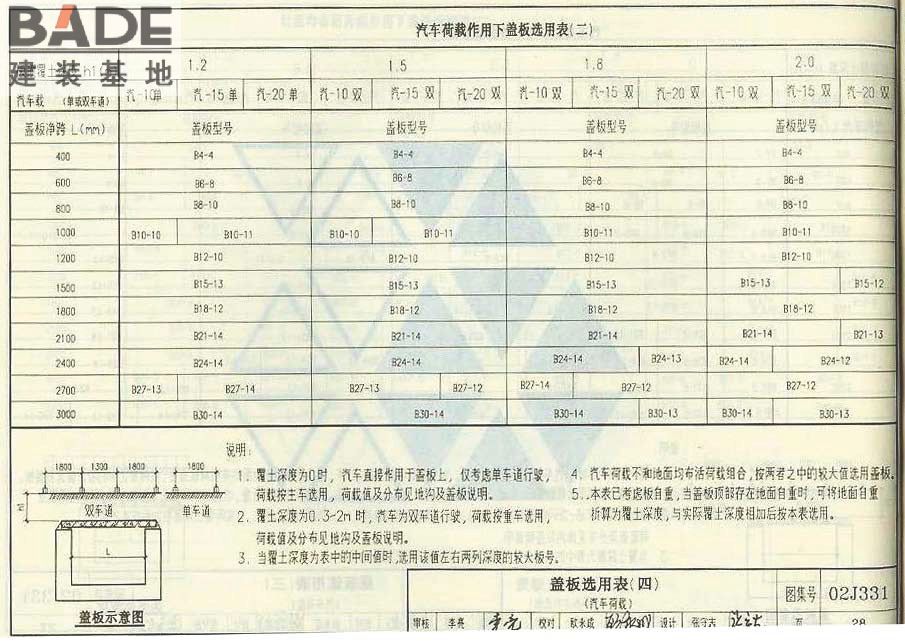 BADE
建装基地
汽车荷载作用下盖板选用表(二)
覆土 h1 1.2 1.5 1.8 2.0
汽车载 (单或双车道) 汽-10单 汽-15单 汽-20单 汽-10双 汽-15双 汽-20双 汽-10双 汽-15双 汽-20双 汽-10双 汽-15双 汽-20双
盖板净跨 L(mm) 盖板型号 盖板型号 盖板型号 盖板型号
400 B4-4 B4-4 B4-4 B4-4
600 B6-8 B6-8 B6-8 B6-8
800 B8-10 B8-10 B8-10 B8-10
1000 B10-10 B10-11 B10-10 B10-11 B10-11 B10-11
1200 B12-10 B12-10 B12-10 B12-10
1500 B15-13 B15-13 B15-13 B15-13 B15-12
1800 B18-12 B18-12 B18-12 B18-12
2100 B21-14 B21-14 B21-14 B21-14 B21-13
2400 B24-14 B24-14 B24-14 B24-13 B24-14 B24-12
2700 B27-13 B27-14 B27-13 B27-12 B27-14 B27-12 B27-12
3000 B30-14 B30-14 B30-14 B30-13 B30-14 B30-13
说明:
1. 覆土深度为0时, 汽车直接作用于盖板上, 仅考虑单车道行驶,
荷载按主车选用, 荷载值及分布见地沟及盖板说明。
2. 覆土深度为0.3~2m时, 汽车为双车道行驶, 荷载按重车选用,
荷载值及分布见地沟及盖板说明。
3. 当覆土深度为表中的中间值时, 选用该值左右两列深度的较大板号。
4. 汽车荷载不和地面均布活荷载组合, 按两者之中的较大值选用盖板。
5. 本表已考虑板自重, 当盖板顶部存在地面自重时, 可将地面自重
折算为覆土深度, 与实际覆土深度相加后按本表选用。
1800 1300 1800 1800
h1
双车道 单车道
L
盖板示意图
盖板选用表(四)
(汽车荷载)
图集号 02J331
审核 李亮 校对 耿永成 设计 张守古 页 28